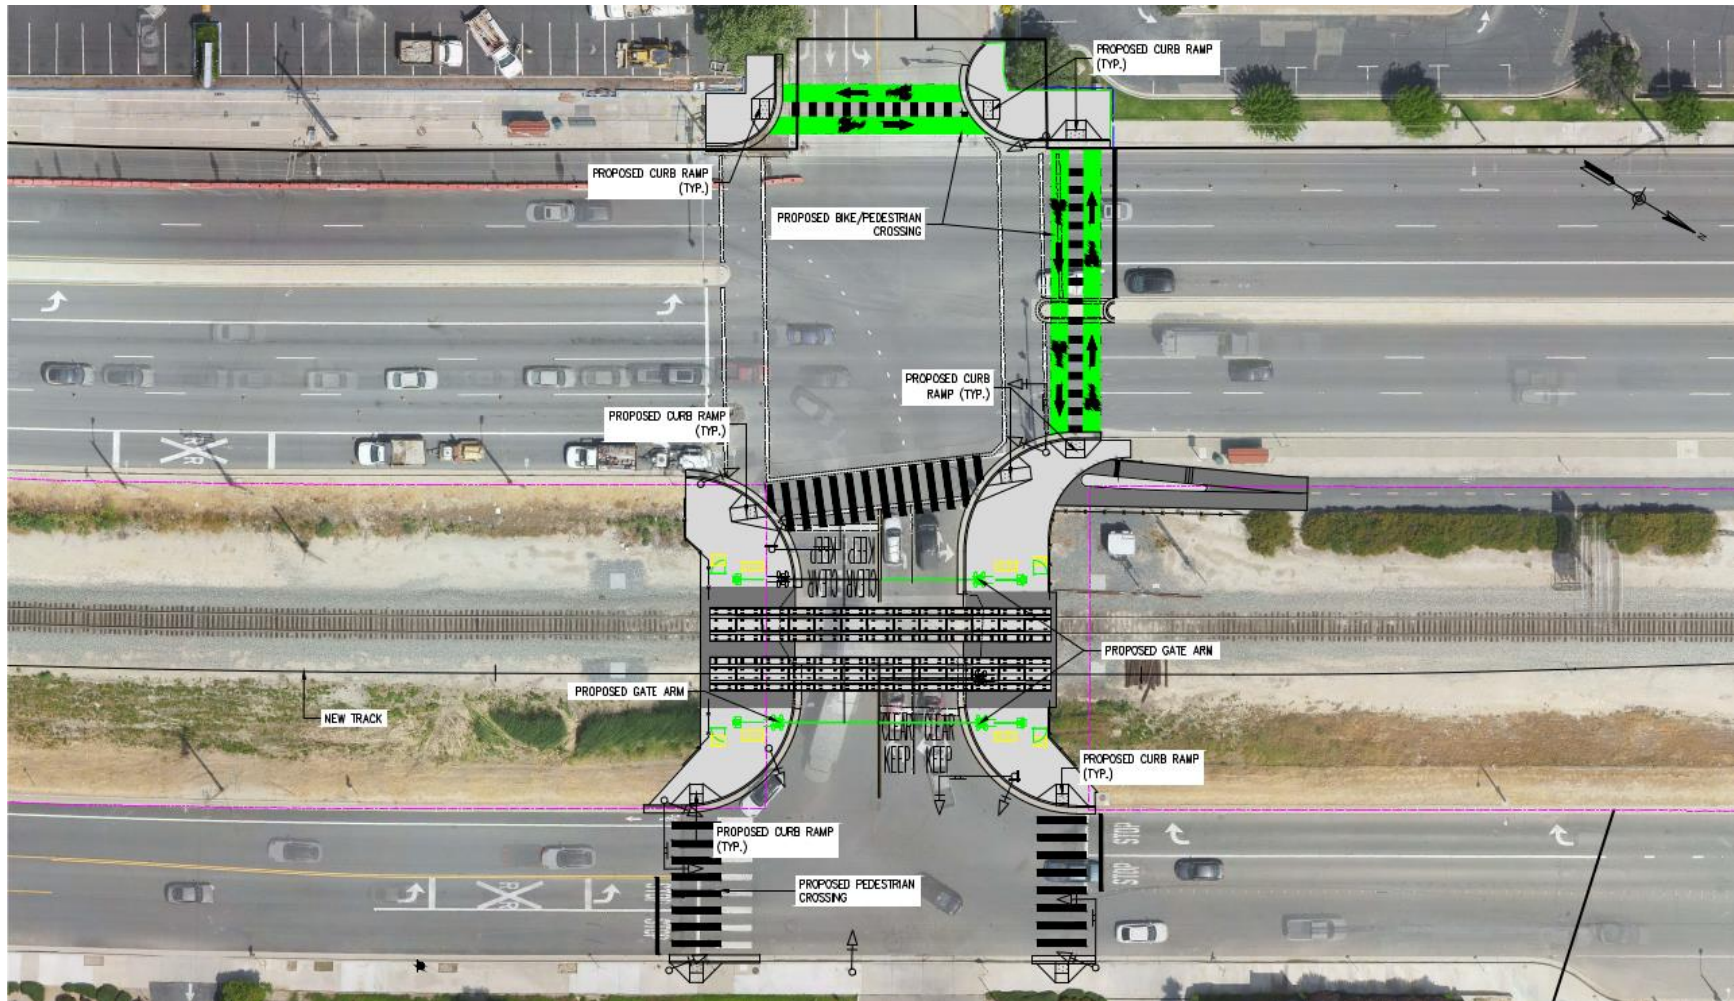 PROPOSED CURB RAMP
(TYP.)
PROPOSED CURB RAMP
(TYP.)
PROPOSED BIKE/PEDESTRIAN
CROSSING
N
PROPOSED CURB
RAMP (TYP.)
PROPOSED CURB RAMP
(TYP.)
R R
KEEP KEEP
CLEAR CLEAR
PROPOSED GATE ARM
PROPOSED GATE ARM
NEW TRACK
CLEAR CLEAR
KEEP KEEP
PROPOSED CURB RAMP
(TYP.)
PROPOSED CURB RAMP
(TYP.)
STOP
STOP
R R
PROPOSED PEDESTRIAN
CROSSING